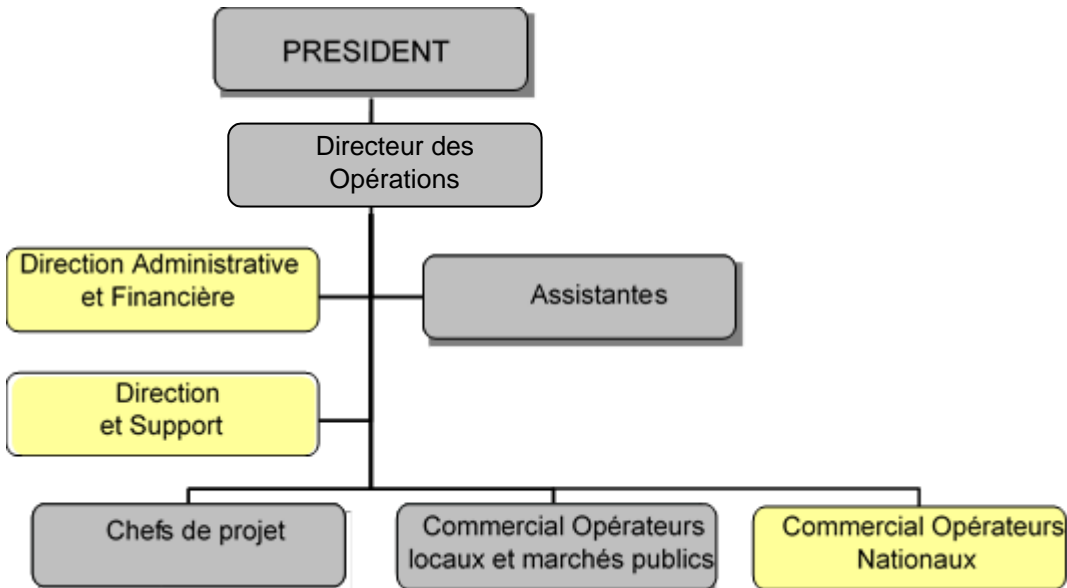 PRESIDENT
Directeur des
Opérations
Direction Administrative
et Financière
Assistantes
Direction
et Support
Chefs de projet
Commercial Opérateurs
locaux et marchés publics
Commercial Opérateurs
Nationaux